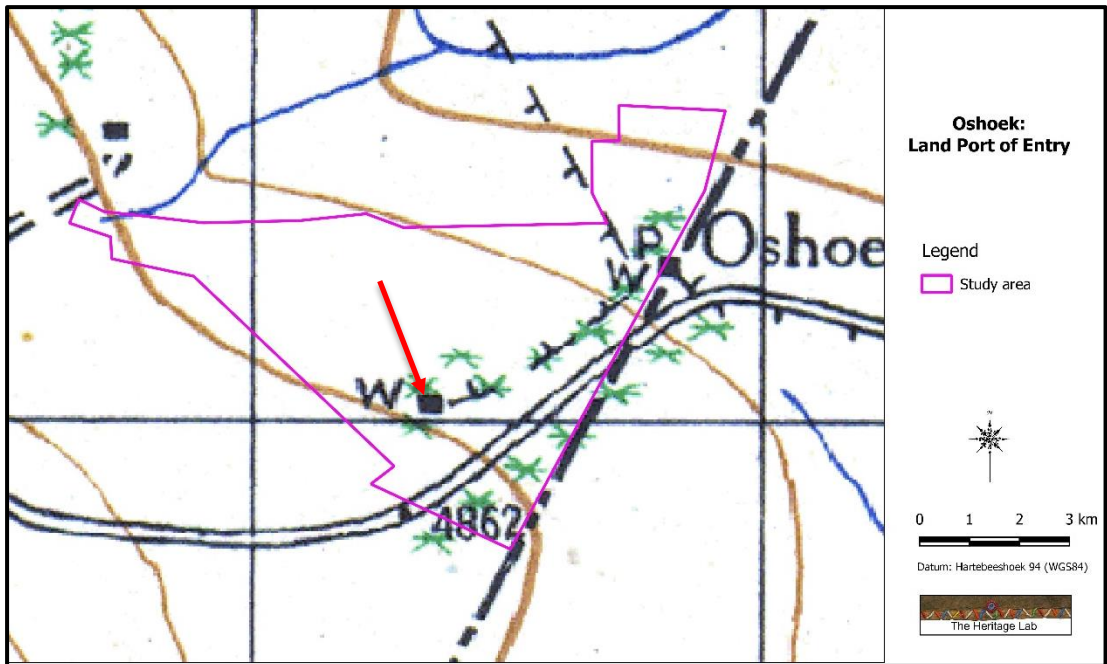 P
Oshoe
W
W
4862
Oshoek:
Land Port of Entry
Legend
Study area
0 1 2 3 km
Datum: Hartebeeshoek 94 (WGS84)
The Heritage Lab